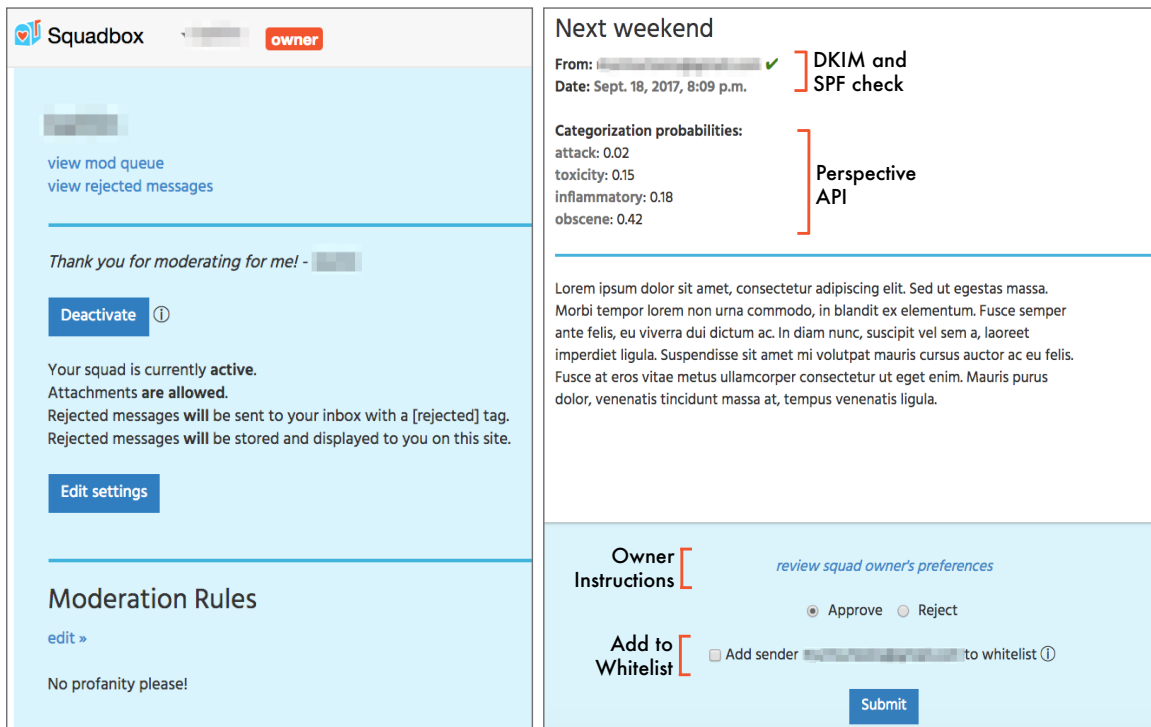 Squadbox
owner
view mod queue
view rejected messages
Thank you for moderating for me! -
Deactivate ⓘ
Your squad is currently active.
Attachments are allowed.
Rejected messages will be sent to your inbox with a [rejected] tag.
Rejected messages will be stored and displayed to you on this site.
Edit settings
Moderation Rules
edit »
No profanity please!
Next weekend
From: ✔
Date: Sept. 18, 2017, 8:09 p.m.
DKIM and
SPF check
Categorization probabilities:
attack: 0.02
toxicity: 0.15
inflammatory: 0.18
obscene: 0.42
Perspective
API
Lorem ipsum dolor sit amet, consectetur adipiscing elit. Sed ut egestas massa.
Morbi tempor lorem non urna commodo, in blandit ex elementum. Fusce semper
ante felis, eu viverra dui dictum ac. In diam nunc, suscipit vel sem a, laoreet
imperdiet ligula. Suspendisse sit amet mi volutpat mauris cursus auctor ac eu felis.
Fusce at eros vitae metus ullamcorper consectetur ut eget enim. Mauris purus
dolor, venenatis tincidunt massa at, tempus venenatis ligula.
Owner
Instructions
review squad owner's preferences
Approve Reject
Add to
Whitelist
Add sender to whitelist ⓘ
Submit